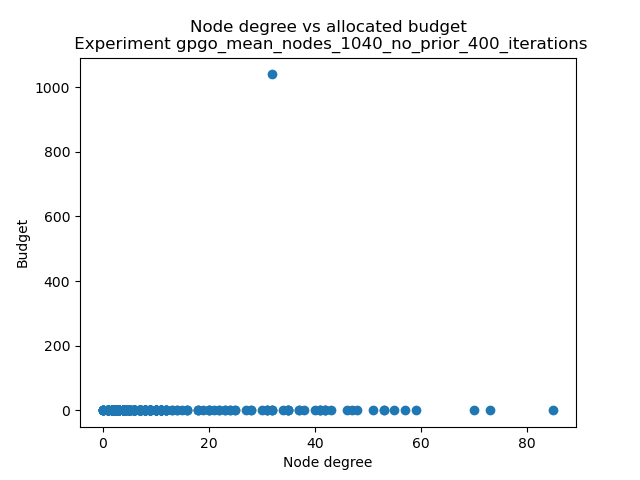 Node degree vs allocated budget
Experiment gpgo_mean_nodes_1040_no_prior_400_iterations
1000
800
600
400
200
0
Budget
0 20 40 60 80
Node degree